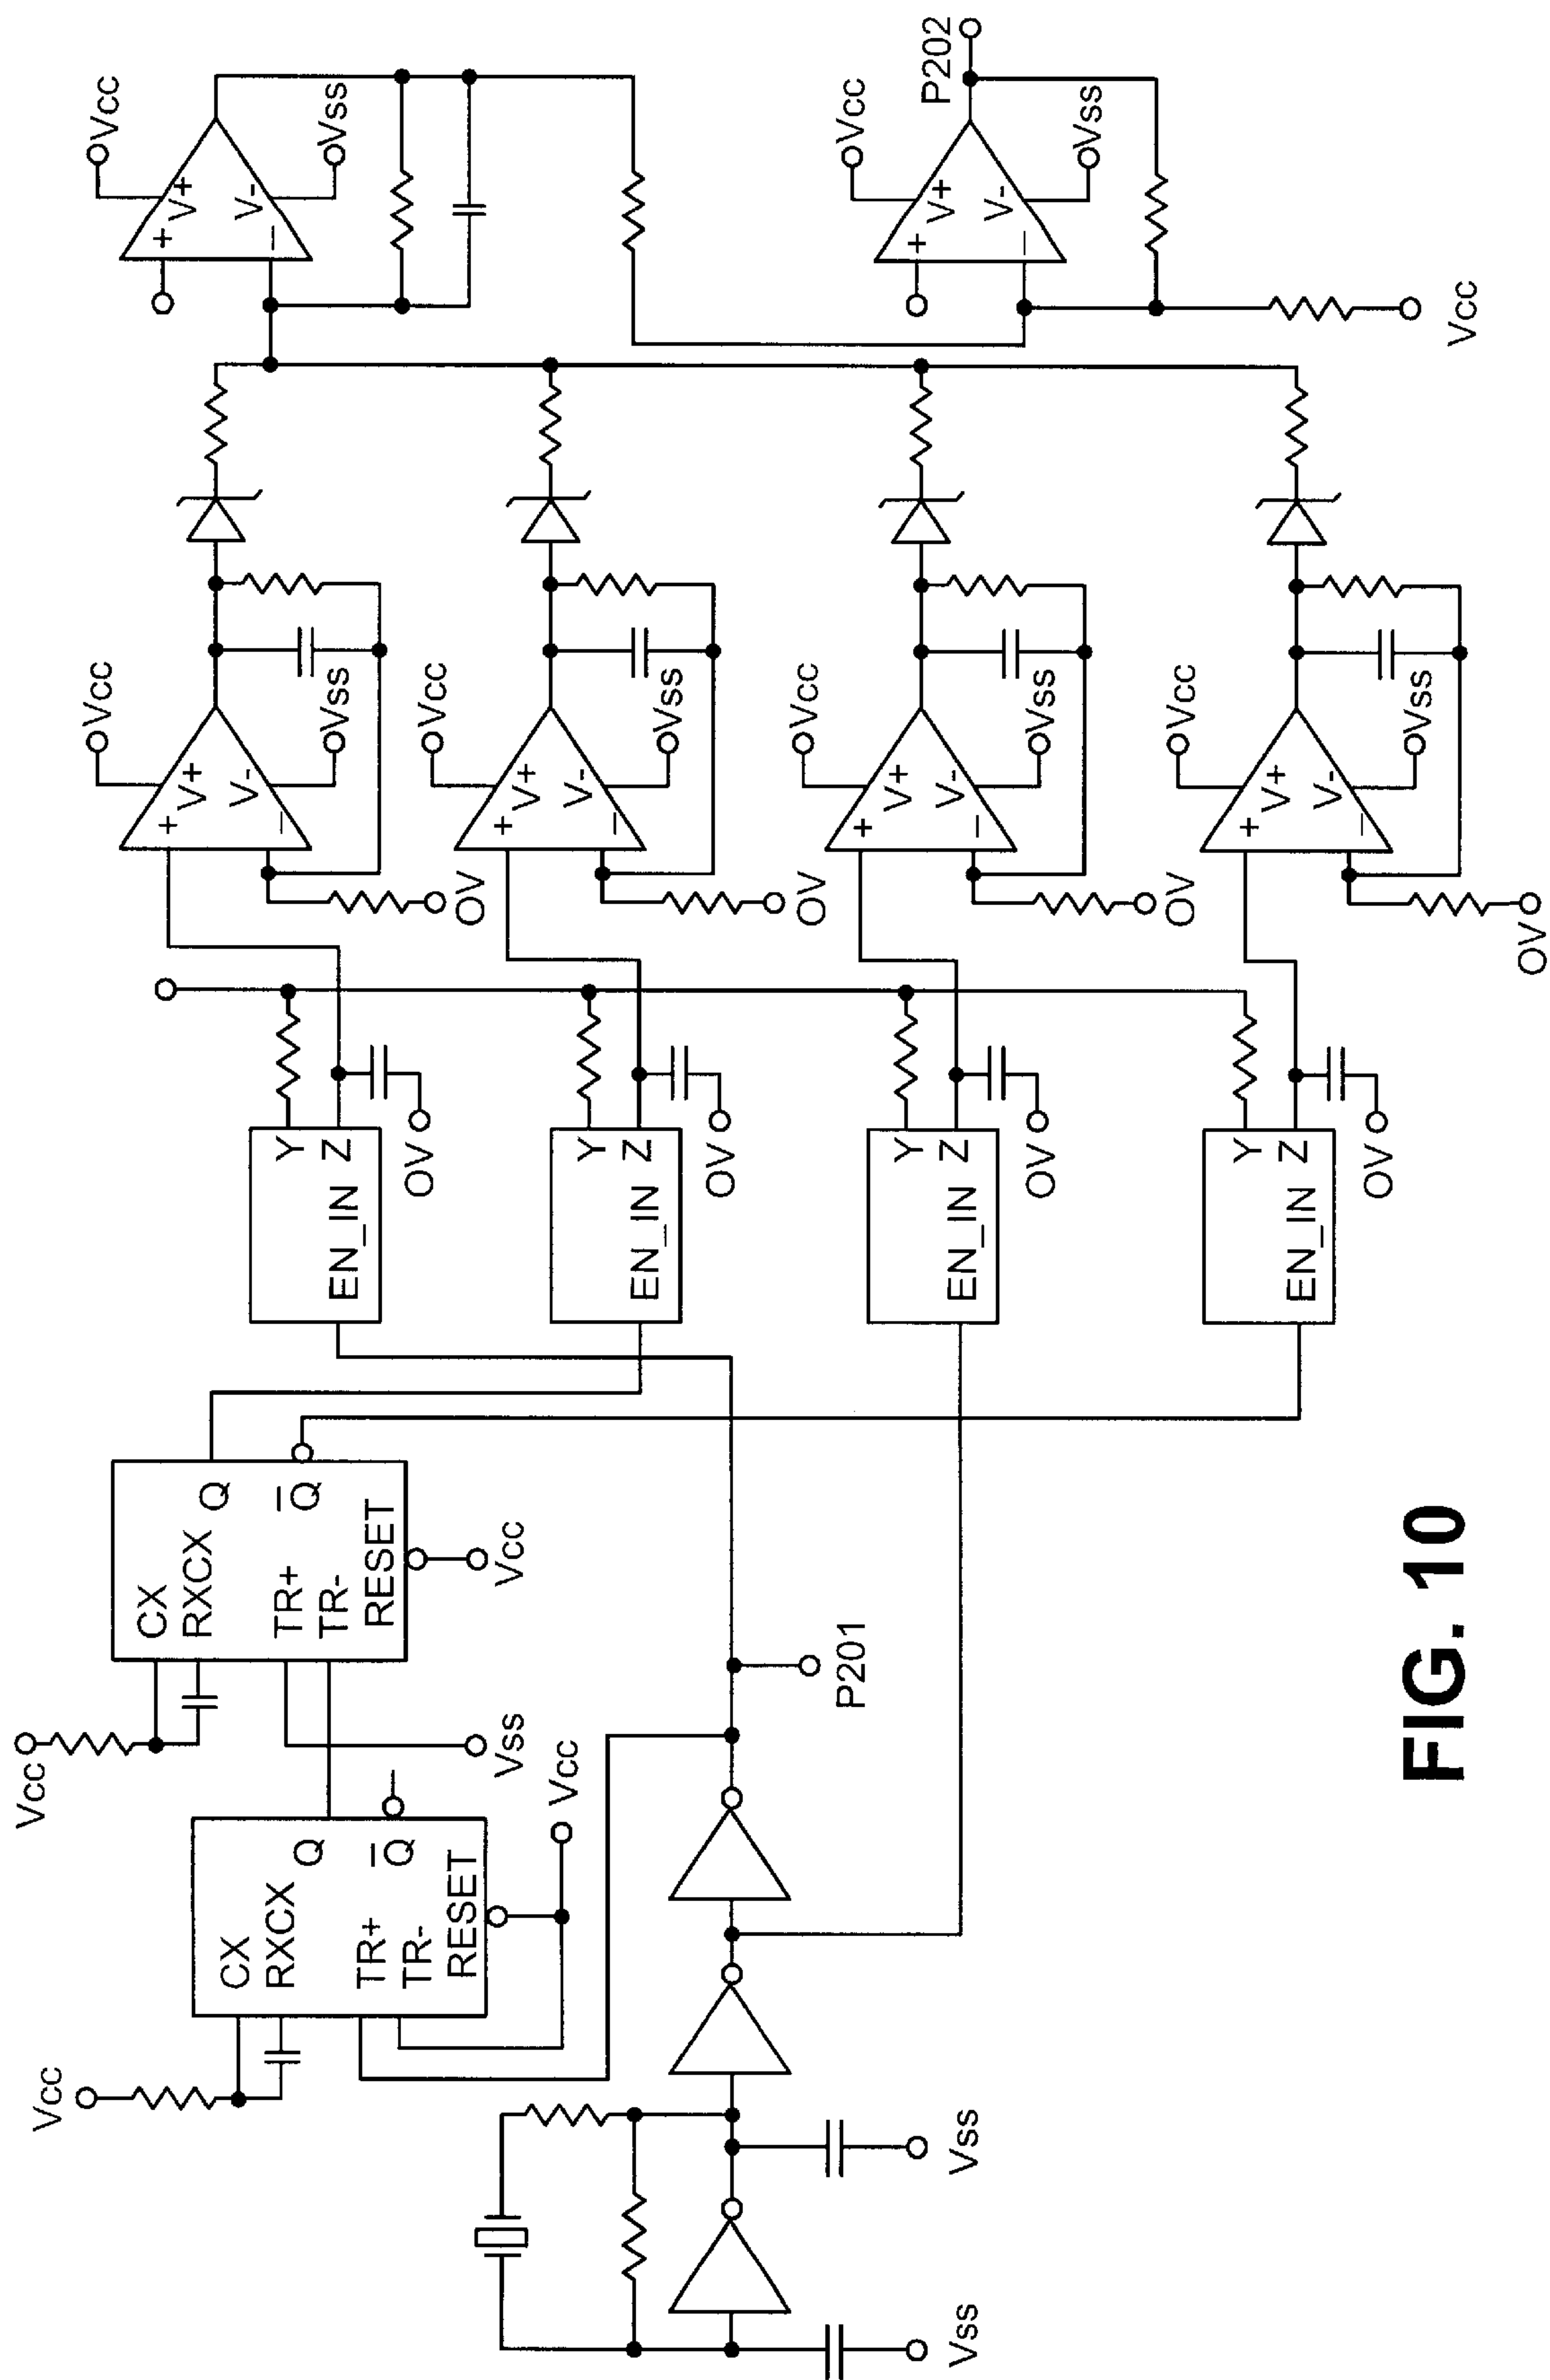 Vcc
CX
RXCX
TR+
TR-
RESET
Q
Q
Vcc
Vss
Vcc
CX
RXCX
TR+
TR-
RESET
Q
Q
Vcc
Vss
Vss
P201
EN_IN
Y
Z
OV
EN_IN
Y
Z
OV
EN_IN
Y
Z
OV
EN_IN
Y
Z
OV
Vcc
+
V+
V-
−
Vss
OV
Vcc
+
V+
V-
−
Vss
OV
Vcc
+
V+
V-
−
Vss
OV
Vcc
+
V+
V-
−
Vss
OV
Vcc
+
V+
V-
−
Vss
Vcc
+
V+
V-
−
Vss
P202
Vcc
FIG. 10